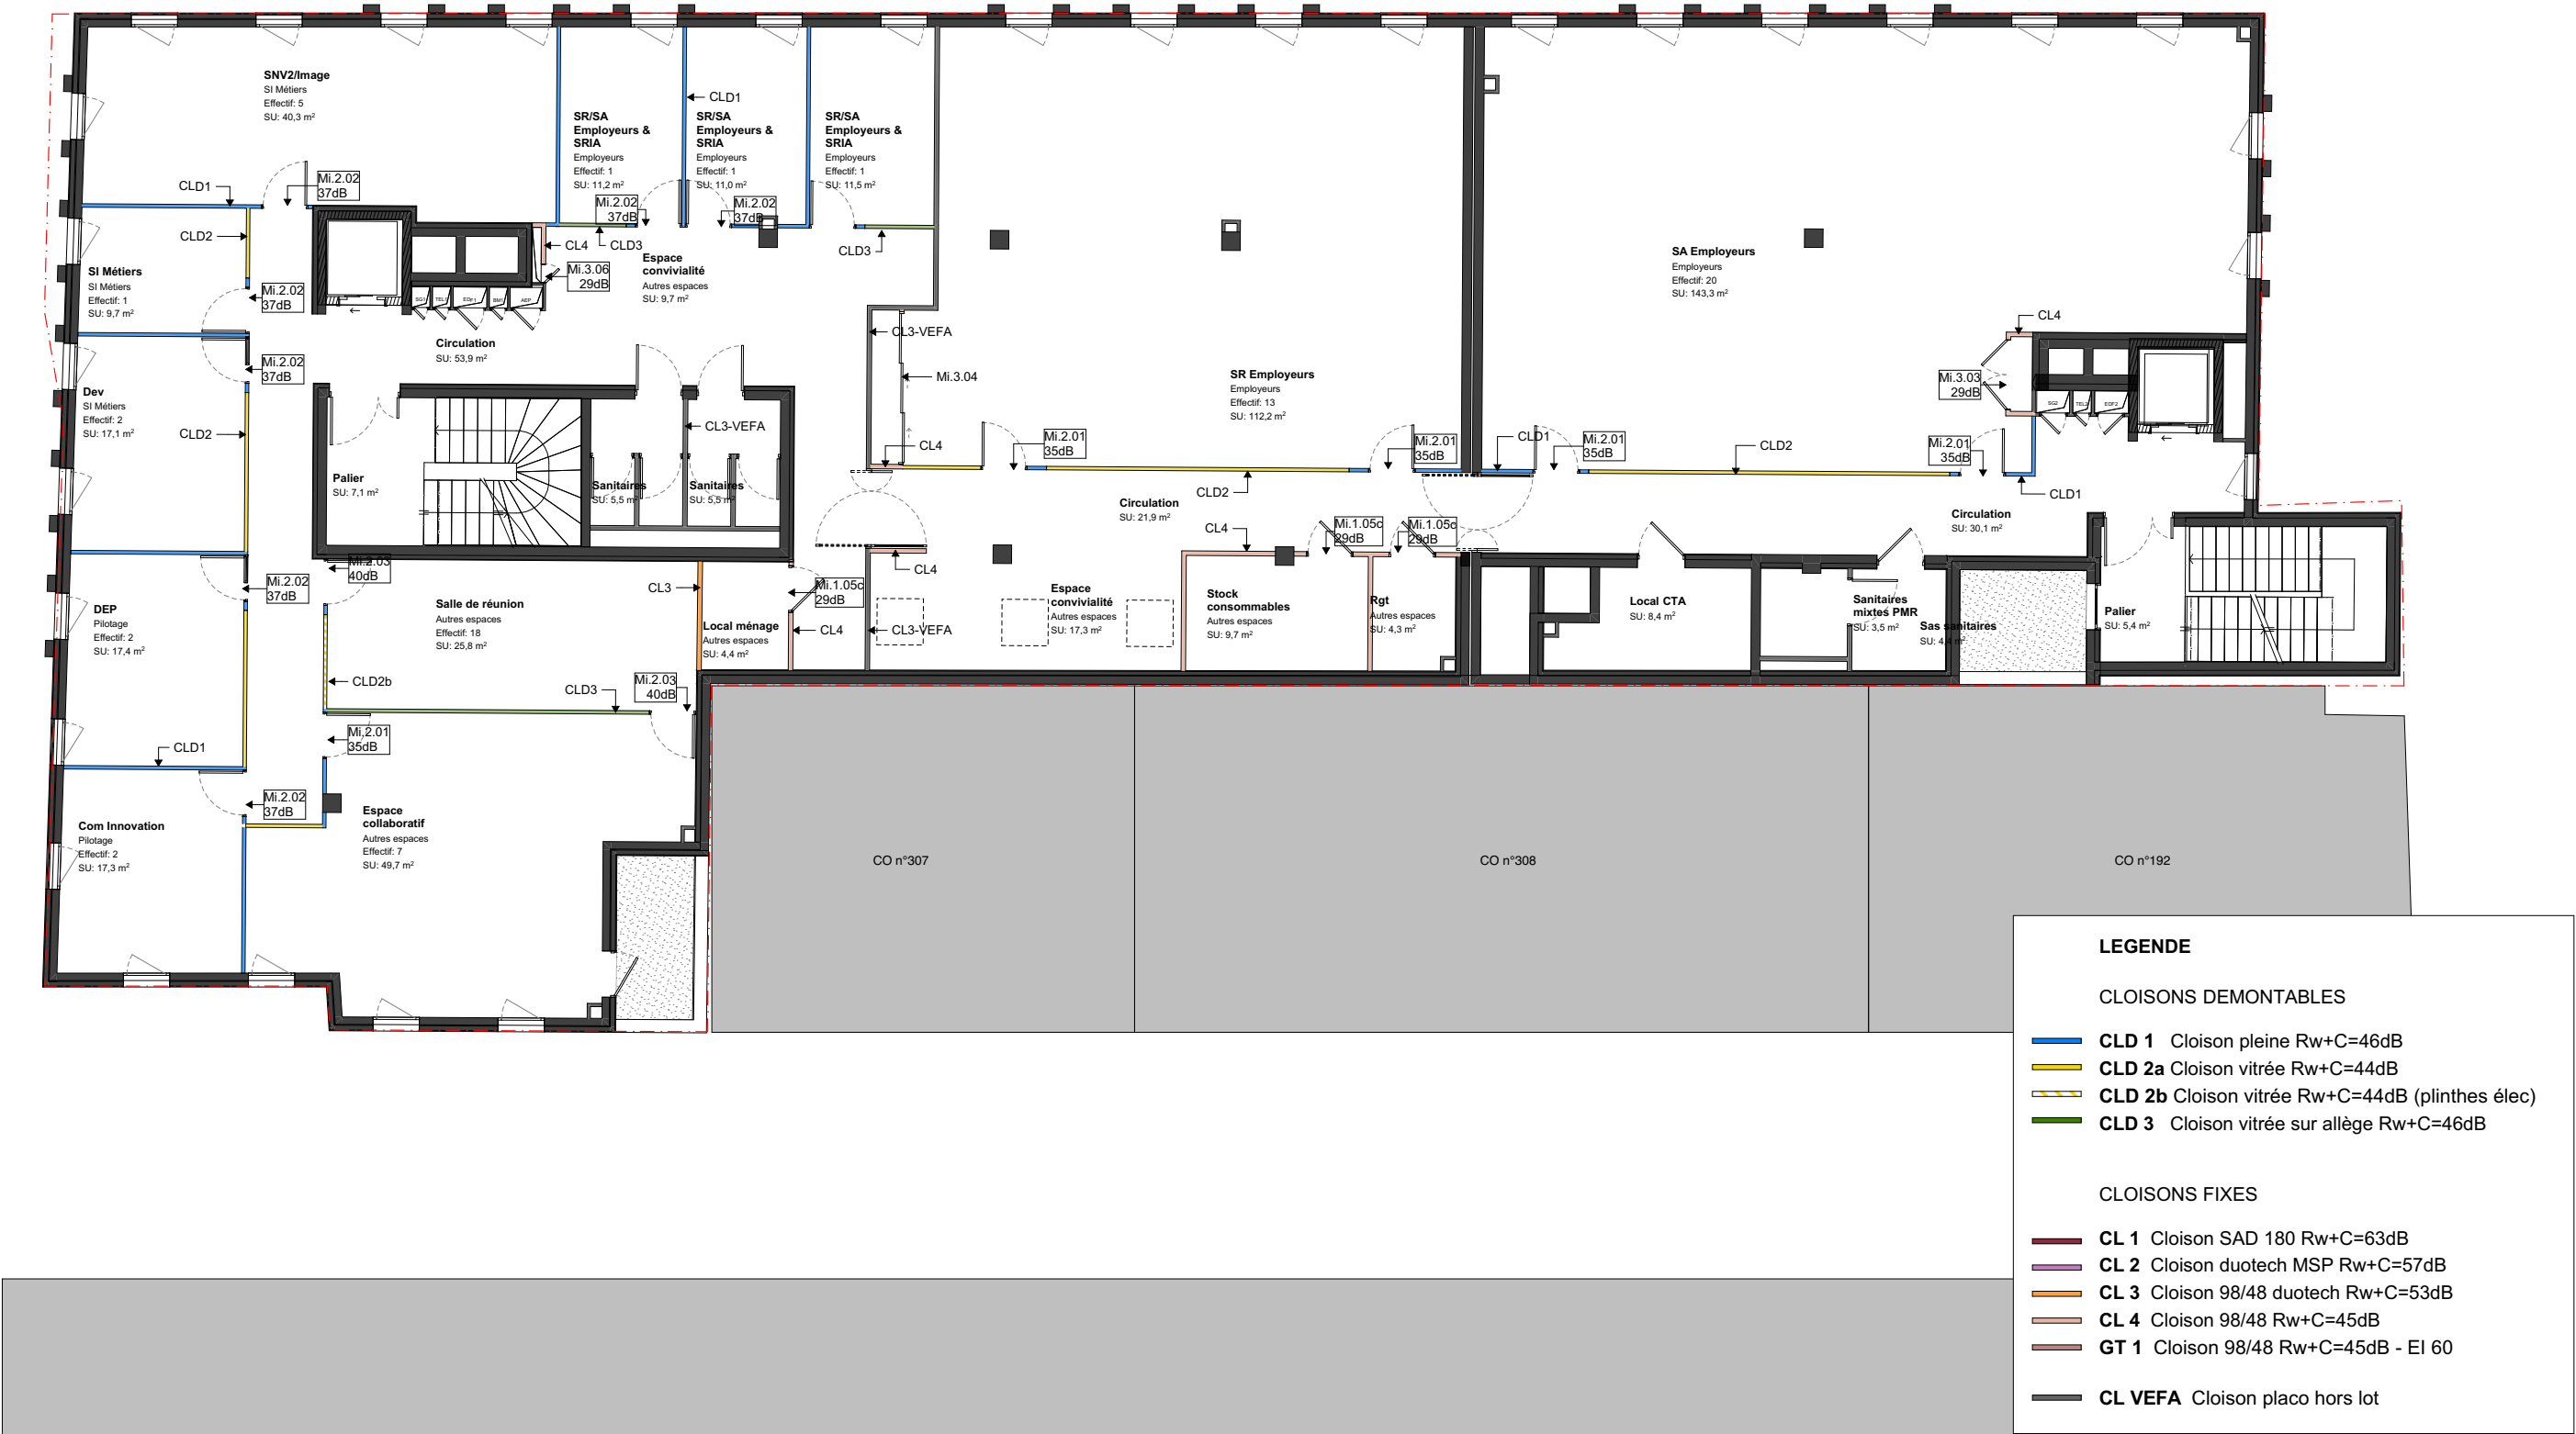 SNV2/Image
SI Métiers
Effectif: 5
SU: 40,3 m²
CLD1
Mi.2.02
37dB
SR/SA
Employeurs &
SRIA
Employeurs
Effectif: 1
SU: 11,2 m²
Mi.2.02
37dB
CLD1
SR/SA
Employeurs &
SRIA
Employeurs
Effectif: 1
SU: 11,0 m²
Mi.2.02
37dB
SR/SA
Employeurs &
SRIA
Employeurs
Effectif: 1
SU: 11,5 m²
CLD3
CLD2
SI Métiers
SI Métiers
Effectif: 1
SU: 9,7 m²
Mi.2.02
37dB
CL4
CLD3
Mi.3.06
29dB
Espace
convivialité
Autres espaces
SU: 9,7 m²
SG1
TEL1
EDF1
BM1
AEP
Circulation
SU: 53,9 m²
CL3-VEFA
Mi.3.04
Mi.2.02
37dB
Dev
SI Métiers
Effectif: 2
SU: 17,1 m²
CLD2
Palier
SU: 7,1 m²
CL3-VEFA
Sanitaires
SU: 5,5 m²
Sanitaires
SU: 5,5 m²
CL4
SR Employeurs
Employeurs
Effectif: 13
SU: 112,2 m²
Mi.2.01
35dB
Mi.2.01
35dB
CLD2
SA Employeurs
Employeurs
Effectif: 20
SU: 143,3 m²
CL4
Mi.3.03
29dB
SG2
TEL2
EDF2
CLD1
Mi.2.01
35dB
CLD2
Mi.2.01
35dB
CLD1
Circulation
SU: 21,9 m²
Circulation
SU: 30,1 m²
CL4
Mi.1.05c
29dB
Mi.1.05c
29dB
Mi.2.03
40dB
Mi.2.02
37dB
DEP
Pilotage
Effectif: 2
SU: 17,4 m²
Salle de réunion
Autres espaces
Effectif: 18
SU: 25,8 m²
CL3
Local ménage
Autres espaces
SU: 4,4 m²
Mi.1.05c
29dB
CL4
CL4
CL3-VEFA
Espace
convivialité
Autres espaces
SU: 17,3 m²
Stock
consommables
Autres espaces
SU: 9,7 m²
Rgt
Autres espaces
SU: 4,3 m²
Local CTA
SU: 8,4 m²
Sanitaires
mixtes PMR
SU: 3,5 m²
Sas sanitaires
SU: 4,4 m²
Palier
SU: 5,4 m²
CLD2b
CLD3
Mi.2.03
40dB
Mi.2.01
35dB
CLD1
Mi.2.02
37dB
Com Innovation
Pilotage
Effectif: 2
SU: 17,3 m²
Espace
collaboratif
Autres espaces
Effectif: 7
SU: 49,7 m²
CO n°307
CO n°308
CO n°192
LEGENDE
CLOISONS DEMONTABLES
CLD 1 Cloison pleine Rw+C=46dB
CLD 2a Cloison vitrée Rw+C=44dB
CLD 2b Cloison vitrée Rw+C=44dB (plinthes élec)
CLD 3 Cloison vitrée sur allège Rw+C=46dB
CLOISONS FIXES
CL 1 Cloison SAD 180 Rw+C=63dB
CL 2 Cloison duotech MSP Rw+C=57dB
CL 3 Cloison 98/48 duotech Rw+C=53dB
CL 4 Cloison 98/48 Rw+C=45dB
GT 1 Cloison 98/48 Rw+C=45dB - EI 60
CL VEFA Cloison placo hors lot